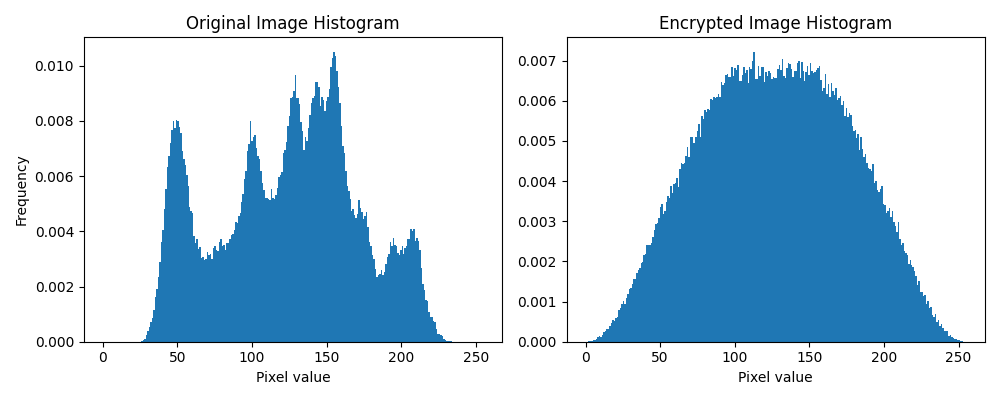 Original Image Histogram
Frequency
0.010
0.008
0.006
0.004
0.002
0.000
0 50 100 150 200 250
Pixel value
Encrypted Image Histogram
0.007
0.006
0.005
0.004
0.003
0.002
0.001
0.000
0 50 100 150 200 250
Pixel value